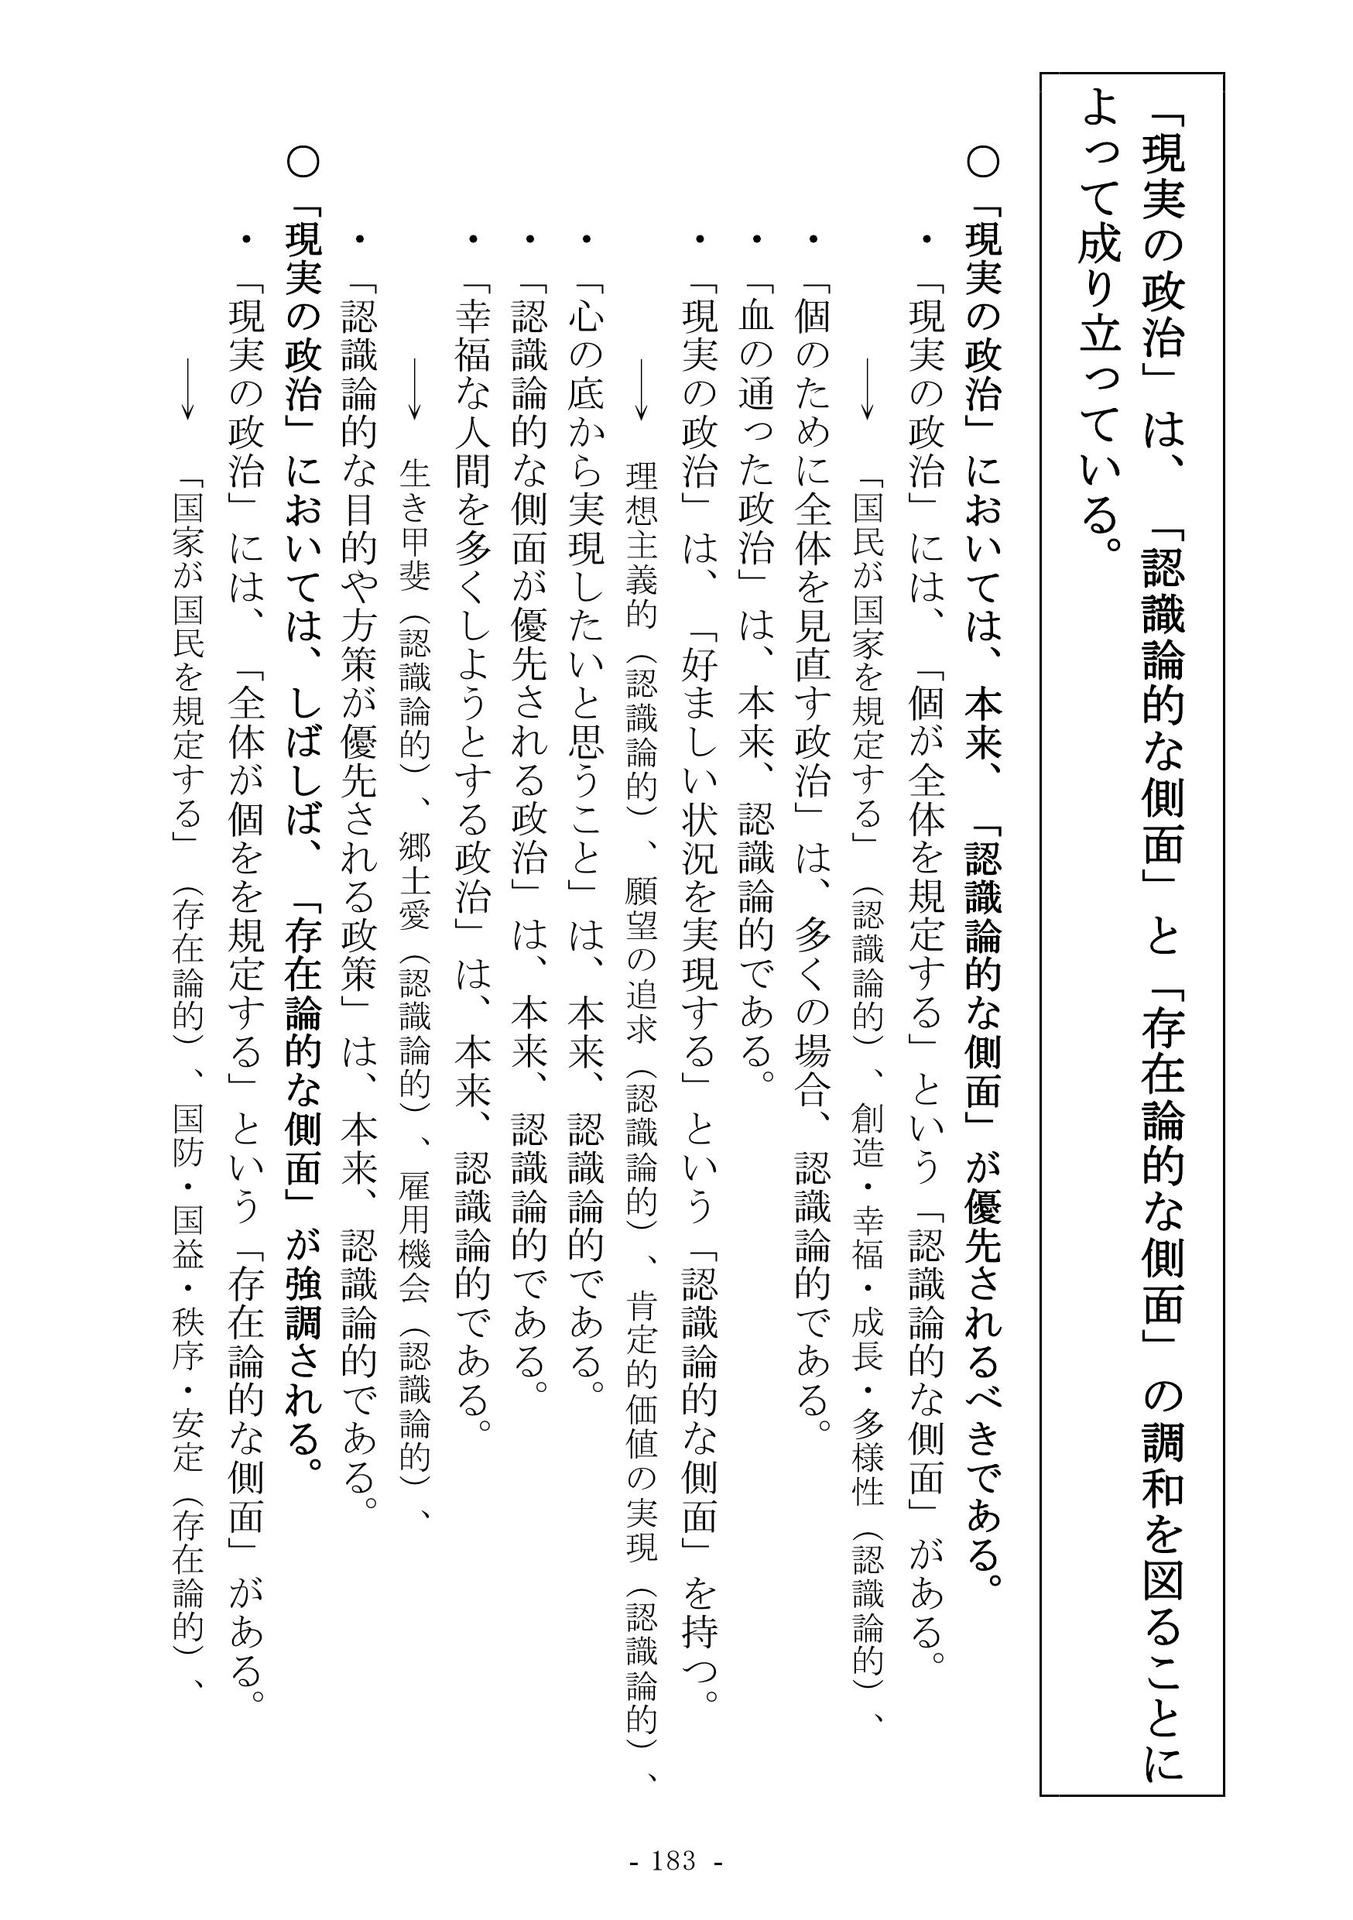 「現実の政治」は、「認識論的な側面」と「存在論的な側面」の調和を図ることに
よって成り立っている。
○「現実の政治」においては、本来、「認識論的な側面」が優先されるべきである。
・「現実の政治」には、「個が全体を規定する」という「認識論的な側面」がある。
→「国民が国家を規定する」（認識論的）、創造・幸福・成長・多様性（認識論的）、
・「個のために全体を見直す政治」は、多くの場合、認識論的である。
・「血の通った政治」は、本来、認識論的である。
・「現実の政治」は、「好ましい状況を実現する」という「認識論的な側面」を持つ。
→理想主義的（認識論的）、願望の追求（認識論的）、肯定的価値の実現（認識論的）、
・「心の底から実現したいと思うこと」は、本来、認識論的である。
・「認識論的な側面が優先される政治」は、本来、認識論的である。
・「幸福な人間を多くしようとする政治」は、本来、認識論的である。
→生き甲斐（認識論的）、郷土愛（認識論的）、雇用機会（認識論的）、
・「認識論的な目的や方策が優先される政策」は、本来、認識論的である。
○「現実の政治」においては、しばしば、「存在論的な側面」が強調される。
・「現実の政治」には、「全体が個をを規定する」という「存在論的な側面」がある。
→「国家が国民を規定する」（存在論的）、国防・国益・秩序・安定（存在論的）、
- 183 -